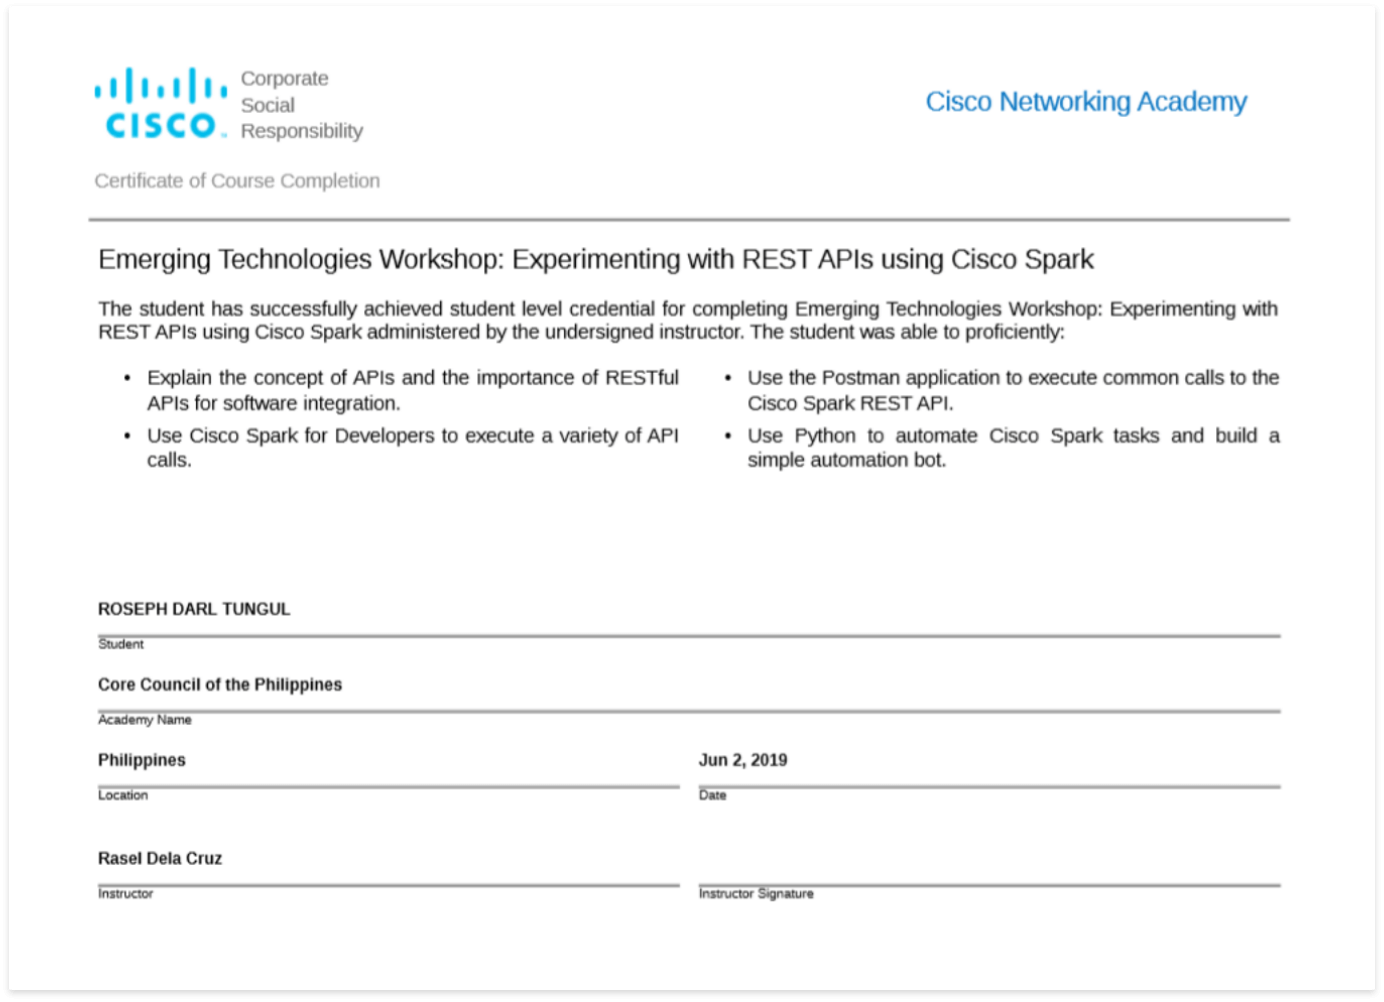 CISCO
Corporate
Social
Responsibility
Cisco Networking Academy
Certificate of Course Completion
Emerging Technologies Workshop: Experimenting with REST APIs using Cisco Spark
The student has successfully achieved student level credential for completing Emerging Technologies Workshop: Experimenting with
REST APIs using Cisco Spark administered by the undersigned instructor. The student was able to proficiently:
• Explain the concept of APIs and the importance of RESTful
APIs for software integration.
• Use Cisco Spark for Developers to execute a variety of API
calls.
• Use the Postman application to execute common calls to the
Cisco Spark REST API.
• Use Python to automate Cisco Spark tasks and build a
simple automation bot.
ROSEPH DARL TUNGUL
Student
Core Council of the Philippines
Academy Name
Philippines
Location
Jun 2, 2019
Date
Rasel Dela Cruz
Instructor
Instructor Signature